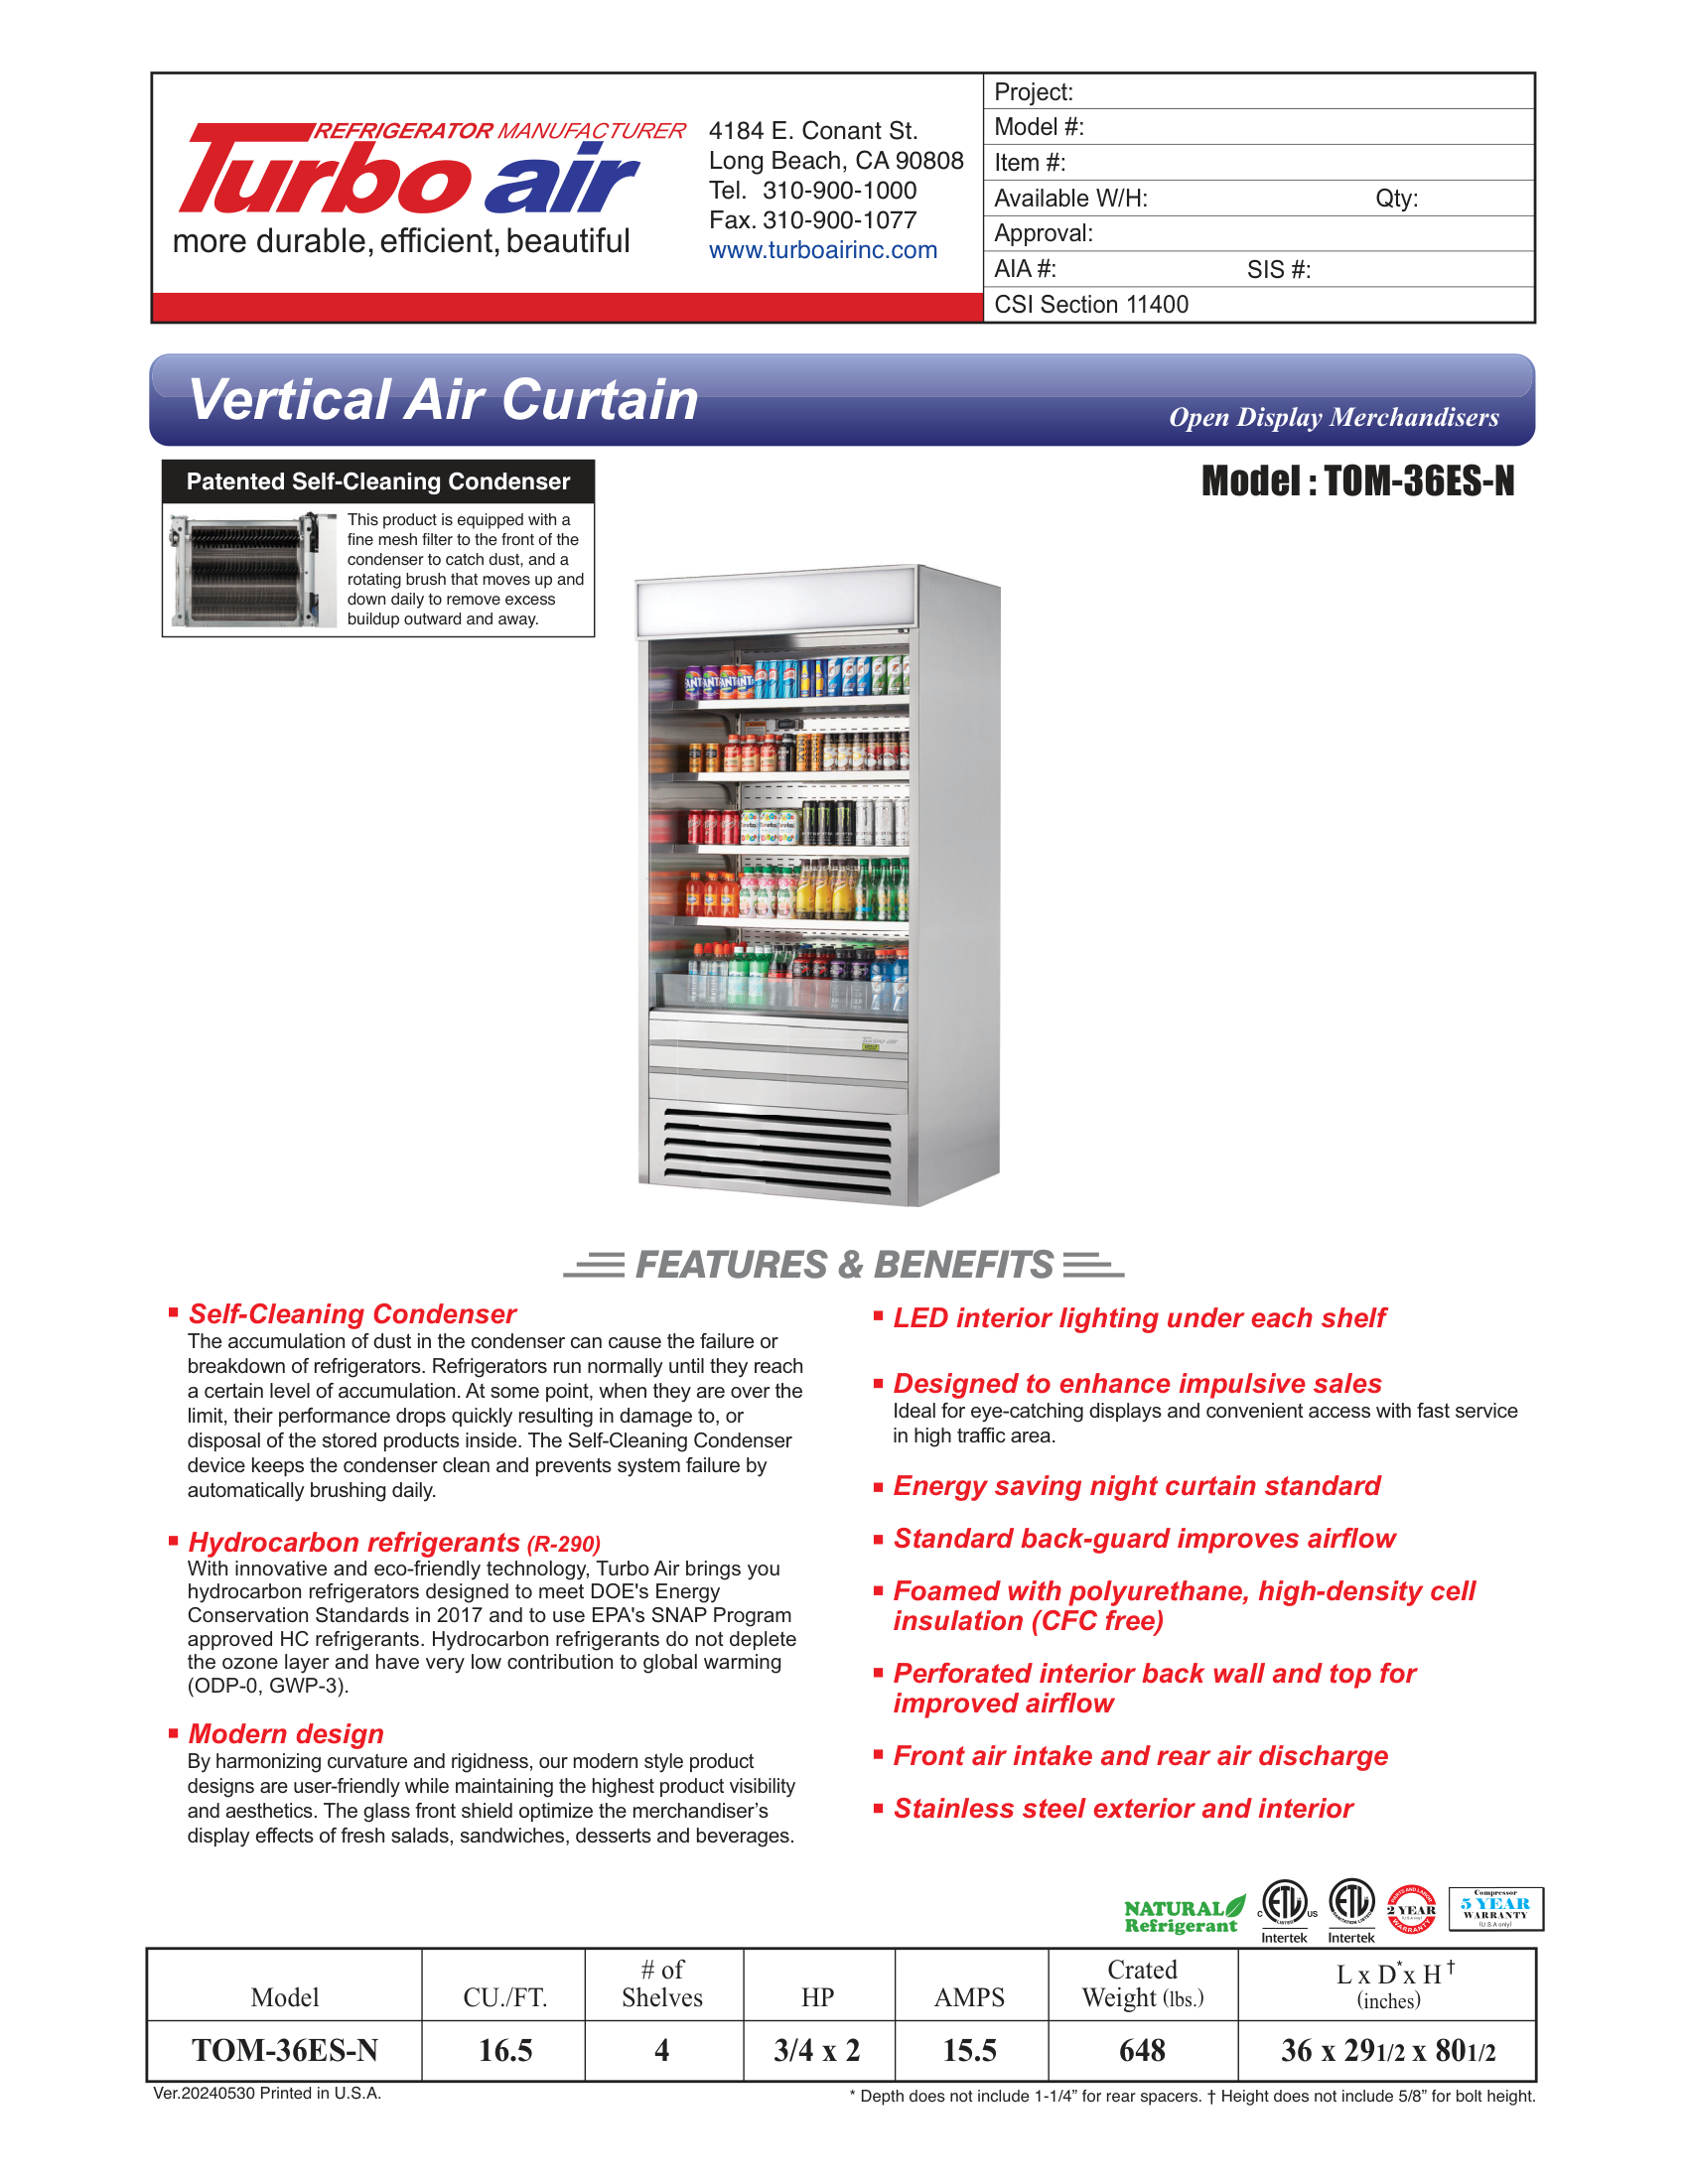 REFRIGERATOR MANUFACTURER
Turbo air
more durable, efficient, beautiful
4184 E. Conant St.
Long Beach, CA 90808
Tel. 310-900-1000
Fax. 310-900-1077
www.turboairinc.com
Project:
Model #:
Item #:
Available W/H: Qty:
Approval:
AIA #: SIS #:
CSI Section 11400
Vertical Air Curtain
Open Display Merchandisers
Patented Self-Cleaning Condenser
This product is equipped with a
fine mesh filter to the front of the
condenser to catch dust, and a
rotating brush that moves up and
down daily to remove excess
buildup outward and away.
Model : TOM-36ES-N
Turbo air
FEATURES & BENEFITS
▪ Self-Cleaning Condenser
The accumulation of dust in the condenser can cause the failure or
breakdown of refrigerators. Refrigerators run normally until they reach
a certain level of accumulation. At some point, when they are over the
limit, their performance drops quickly resulting in damage to, or
disposal of the stored products inside. The Self-Cleaning Condenser
device keeps the condenser clean and prevents system failure by
automatically brushing daily.
▪ Hydrocarbon refrigerants (R-290)
With innovative and eco-friendly technology, Turbo Air brings you
hydrocarbon refrigerators designed to meet DOE's Energy
Conservation Standards in 2017 and to use EPA's SNAP Program
approved HC refrigerants. Hydrocarbon refrigerants do not deplete
the ozone layer and have very low contribution to global warming
(ODP-0, GWP-3).
▪ Modern design
By harmonizing curvature and rigidness, our modern style product
designs are user-friendly while maintaining the highest product visibility
and aesthetics. The glass front shield optimize the merchandiser's
display effects of fresh salads, sandwiches, desserts and beverages.
▪ LED interior lighting under each shelf
▪ Designed to enhance impulsive sales
Ideal for eye-catching displays and convenient access with fast service
in high traffic area.
▪ Energy saving night curtain standard
▪ Standard back-guard improves airflow
▪ Foamed with polyurethane, high-density cell
insulation (CFC free)
▪ Perforated interior back wall and top for
improved airflow
▪ Front air intake and rear air discharge
▪ Stainless steel exterior and interior
NATURAL
Refrigerant
C ETL US
LISTED
Intertek
ETL
SANITATION LISTED
Intertek
PARTS AND LABOR
2 YEAR
(U.S.A only)
WARRANTY
Compressor
5 YEAR
WARRANTY
(U.S.A only)
Model CU./FT. # of Shelves HP AMPS Crated Weight (lbs.) L x D* x H† (inches)
TOM-36ES-N 16.5 4 3/4 x 2 15.5 648 36 x 291/2 x 801/2
Ver.20240530 Printed in U.S.A.
* Depth does not include 1-1/4” for rear spacers. † Height does not include 5/8” for bolt height.